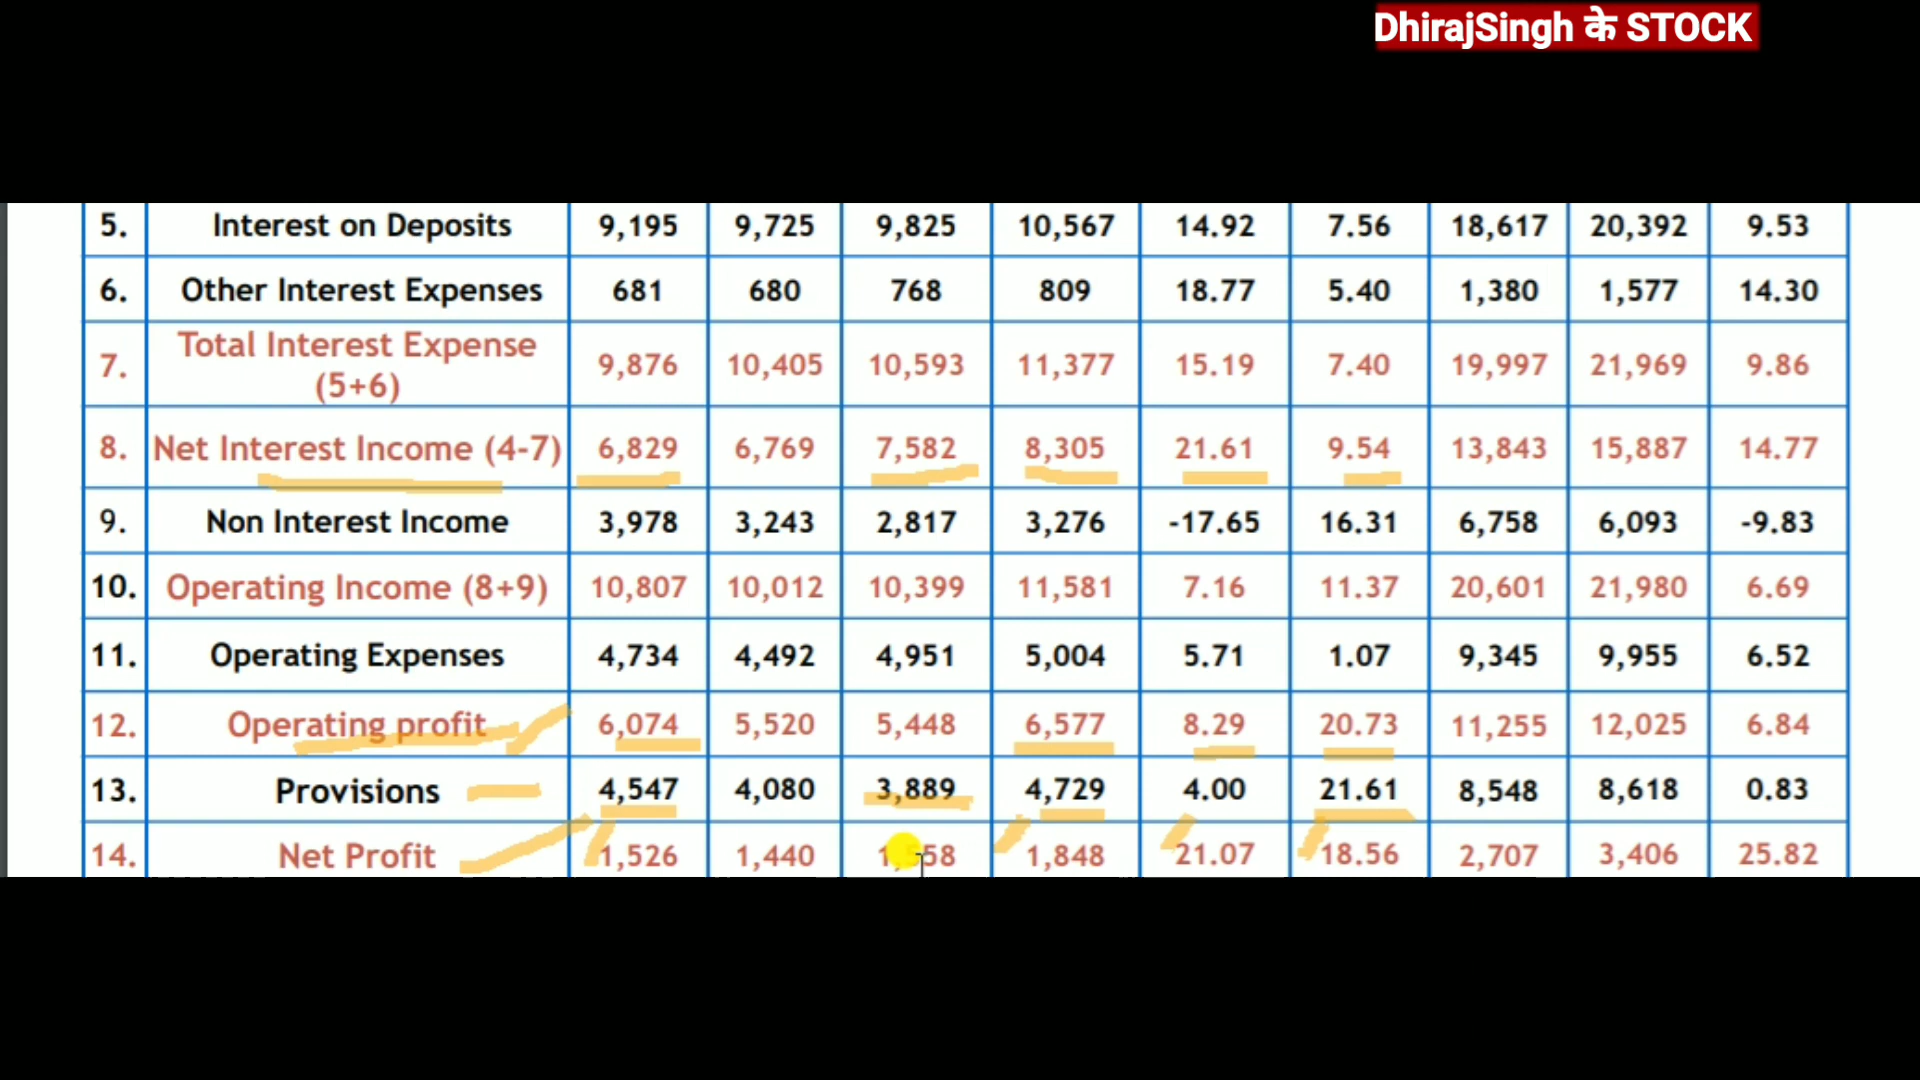 DhirajSingh के STOCK
5. Interest on Deposits 9,195 9,725 9,825 10,567 14.92 7.56 18,617 20,392 9.53
6. Other Interest Expenses 681 680 768 809 18.77 5.40 1,380 1,577 14.30
7. Total Interest Expense (5+6) 9,876 10,405 10,593 11,377 15.19 7.40 19,997 21,969 9.86
8. Net Interest Income (4-7) 6,829 6,769 7,582 8,305 21.61 9.54 13,843 15,887 14.77
9. Non Interest Income 3,978 3,243 2,817 3,276 -17.65 16.31 6,758 6,093 -9.83
10. Operating Income (8+9) 10,807 10,012 10,399 11,581 7.16 11.37 20,601 21,980 6.69
11. Operating Expenses 4,734 4,492 4,951 5,004 5.71 1.07 9,345 9,955 6.52
12. Operating profit 6,074 5,520 5,448 6,577 8.29 20.73 11,255 12,025 6.84
13. Provisions 4,547 4,080 3,889 4,729 4.00 21.61 8,548 8,618 0.83
14. Net Profit 1,526 1,440 1,558 1,848 21.07 18.56 2,707 3,406 25.82